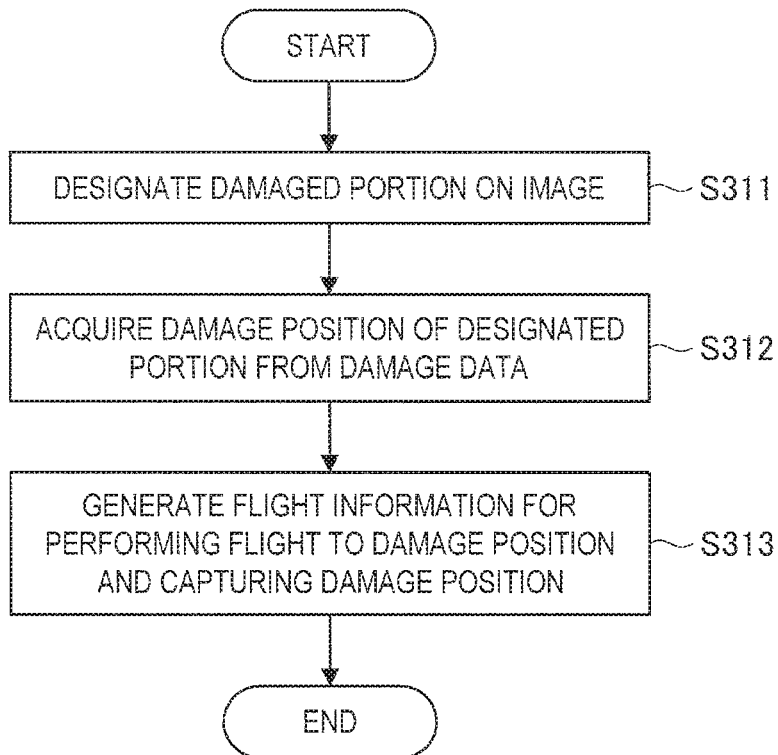 START
DESIGNATE DAMAGED PORTION ON IMAGE
S311
ACQUIRE DAMAGE POSITION OF DESIGNATED
PORTION FROM DAMAGE DATA
S312
GENERATE FLIGHT INFORMATION FOR
PERFORMING FLIGHT TO DAMAGE POSITION
AND CAPTURING DAMAGE POSITION
S313
END